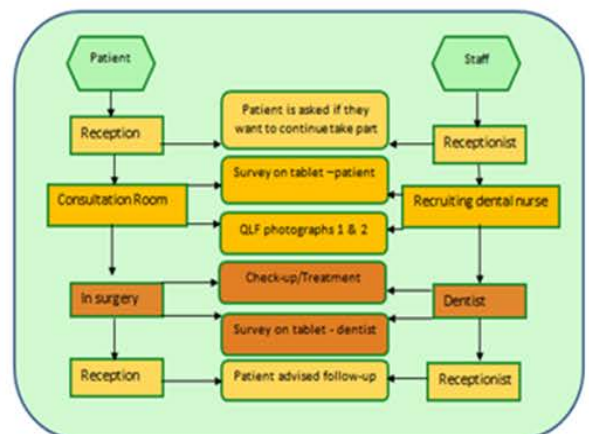 Patient
Staff
Patient is asked if they
want to continue take part
Reception
Receptionist
Survey on tablet –patient
Consultation Room
Recruiting dental nurse
QLF photographs 1 & 2
Check-up/Treatment
In surgery
Dentist
Survey on tablet - dentist
Reception
Patient advised follow-up
Receptionist